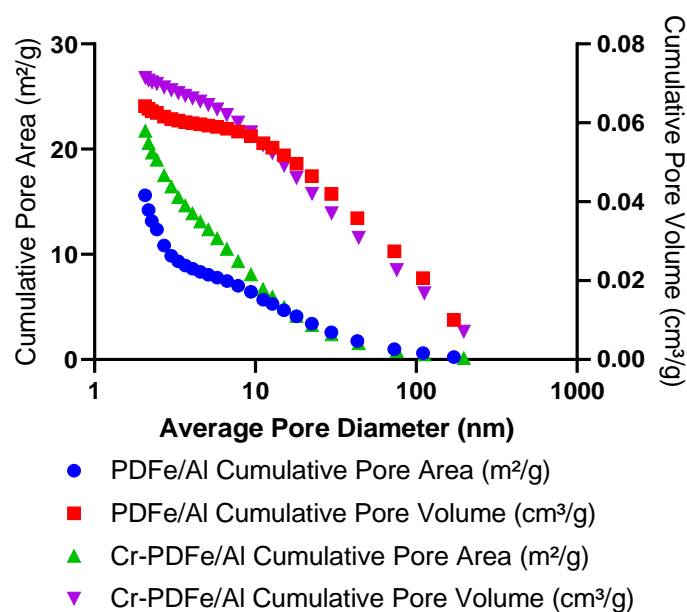 30
20
10
0
Cumulative Pore Area (m²/g)
0.08
0.06
0.04
0.02
0.00
Cumulative Pore Volume (cm³/g)
1
10
100
1000
Average Pore Diameter (nm)
PDFe/Al Cumulative Pore Area (m²/g)
PDFe/Al Cumulative Pore Volume (cm³/g)
Cr-PDFe/Al Cumulative Pore Area (m²/g)
Cr-PDFe/Al Cumulative Pore Volume (cm³/g)